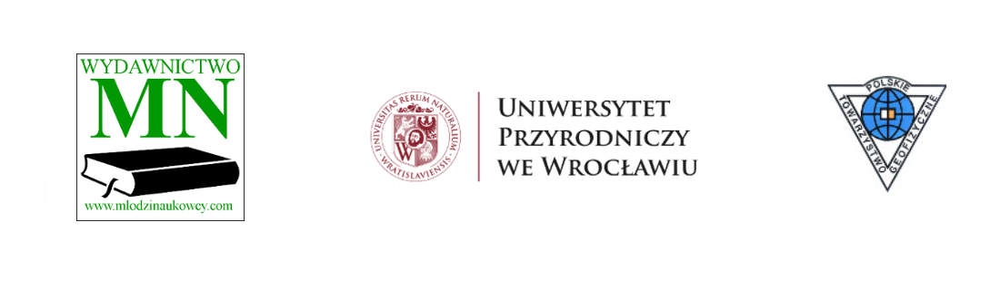 WYDAWNICTWO
MN
www.mlodzinaukowcy.com
UNIVERSITAS RERUM NATURALIUM
· WRATISLAVIENSIS ·
W
UNIWERSYTET
PRZYRODNICZY
WE WROCŁAWIU
POLSKIE
TOWARZYSTWO
GEOFIZYCZNE